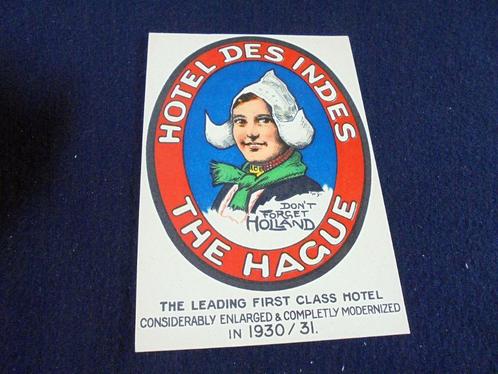 HOTEL DES INDES
DON'T
FORGET
HOLLAND
THE HAGUE
THE LEADING FIRST CLASS HOTEL
CONSIDERABLY ENLARGED & COMPLETLY MODERNIZED
IN 1930/31.